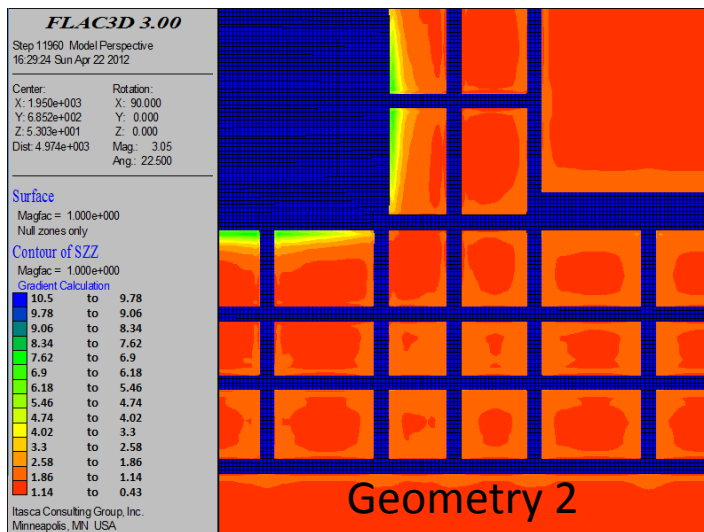 FLAC3D 3.00
Step 11960 Model Perspective
16:29:24 Sun Apr 22 2012
Center: Rotation:
X: 1.950e+003 X: 90.000
Y: 6.852e+002 Y: 0.000
Z: 5.303e+001 Z: 0.000
Dist: 4.974e+003 Mag.: 3.05
Ang.: 22.500
Surface
Magfac = 1.000e+000
Null zones only
Contour of SZZ
Magfac = 1.000e+000
Gradient Calculation
10.5 to 9.78
9.78 to 9.06
9.06 to 8.34
8.34 to 7.62
7.62 to 6.9
6.9 to 6.18
6.18 to 5.46
5.46 to 4.74
4.74 to 4.02
4.02 to 3.3
3.3 to 2.58
2.58 to 1.86
1.86 to 1.14
1.14 to 0.43
Itasca Consulting Group, Inc.
Minneapolis, MN USA
Geometry 2